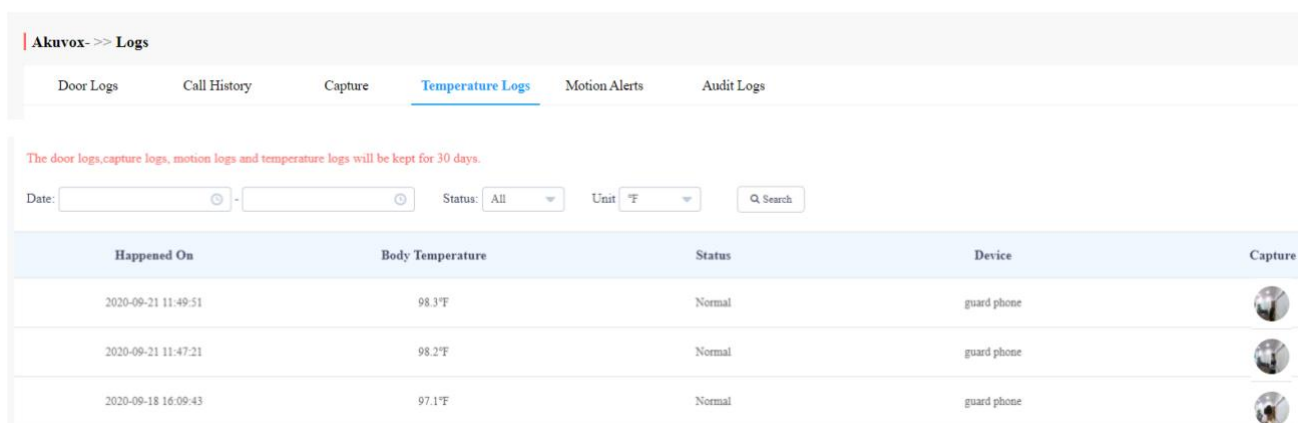 Akuvox- >> Logs
Door Logs Call History Capture Temperature Logs Motion Alerts Audit Logs
The door logs,capture logs, motion logs and temperature logs will be kept for 30 days.
Date: - Status: All Unit °F Search
Happened On Body Temperature Status Device Capture
2020-09-21 11:49:51 98.3°F Normal guard phone
2020-09-21 11:47:21 98.2°F Normal guard phone
2020-09-18 16:09:43 97.1°F Normal guard phone